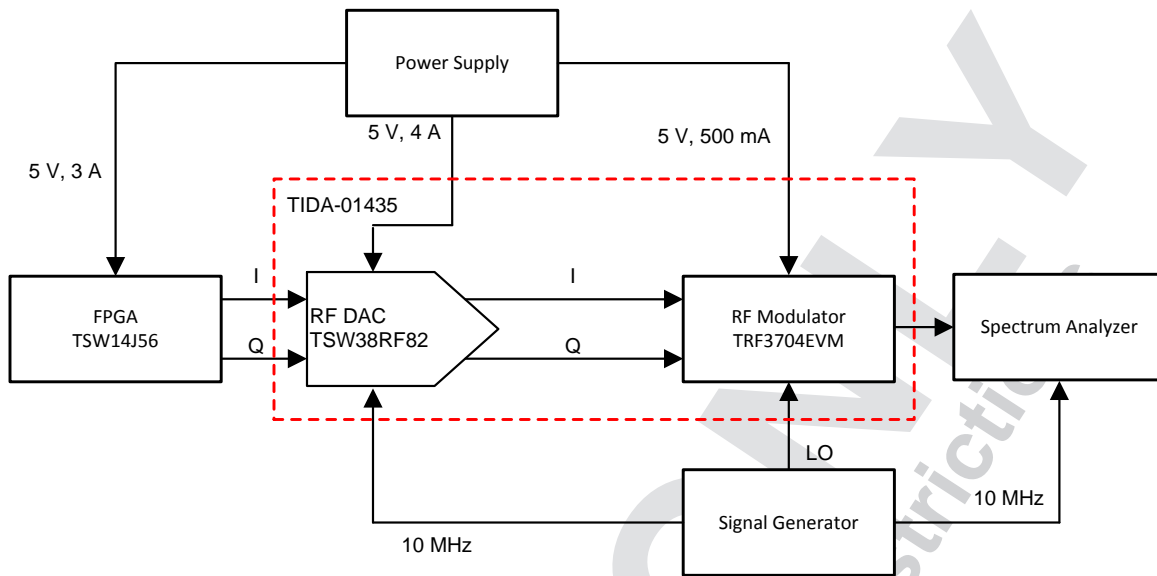 Power Supply
5 V, 4 A
5 V, 500 mA
5 V, 3 A
TIDA-01435
I
I
FPGA
TSW14J56
RF DAC
TSW38RF82
RF Modulator
TRF3704EVM
Spectrum Analyzer
Q
Q
LO
10 MHz
Signal Generator
10 MHz